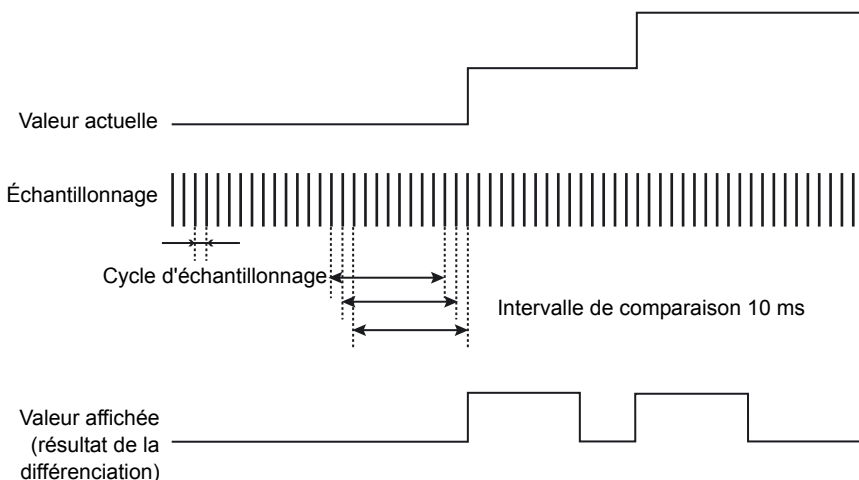 Valeur actuelle
Échantillonnage
Cycle d'échantillonnage
Intervalle de comparaison 10 ms
Valeur affichée
(résultat de la
différenciation)